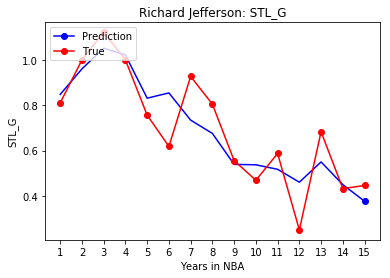 Richard Jefferson: STL_G
Prediction
True
1.0
0.8
0.6
0.4
STL_G
1 2 3 4 5 6 7 8 9 10 11 12 13 14 15
Years in NBA